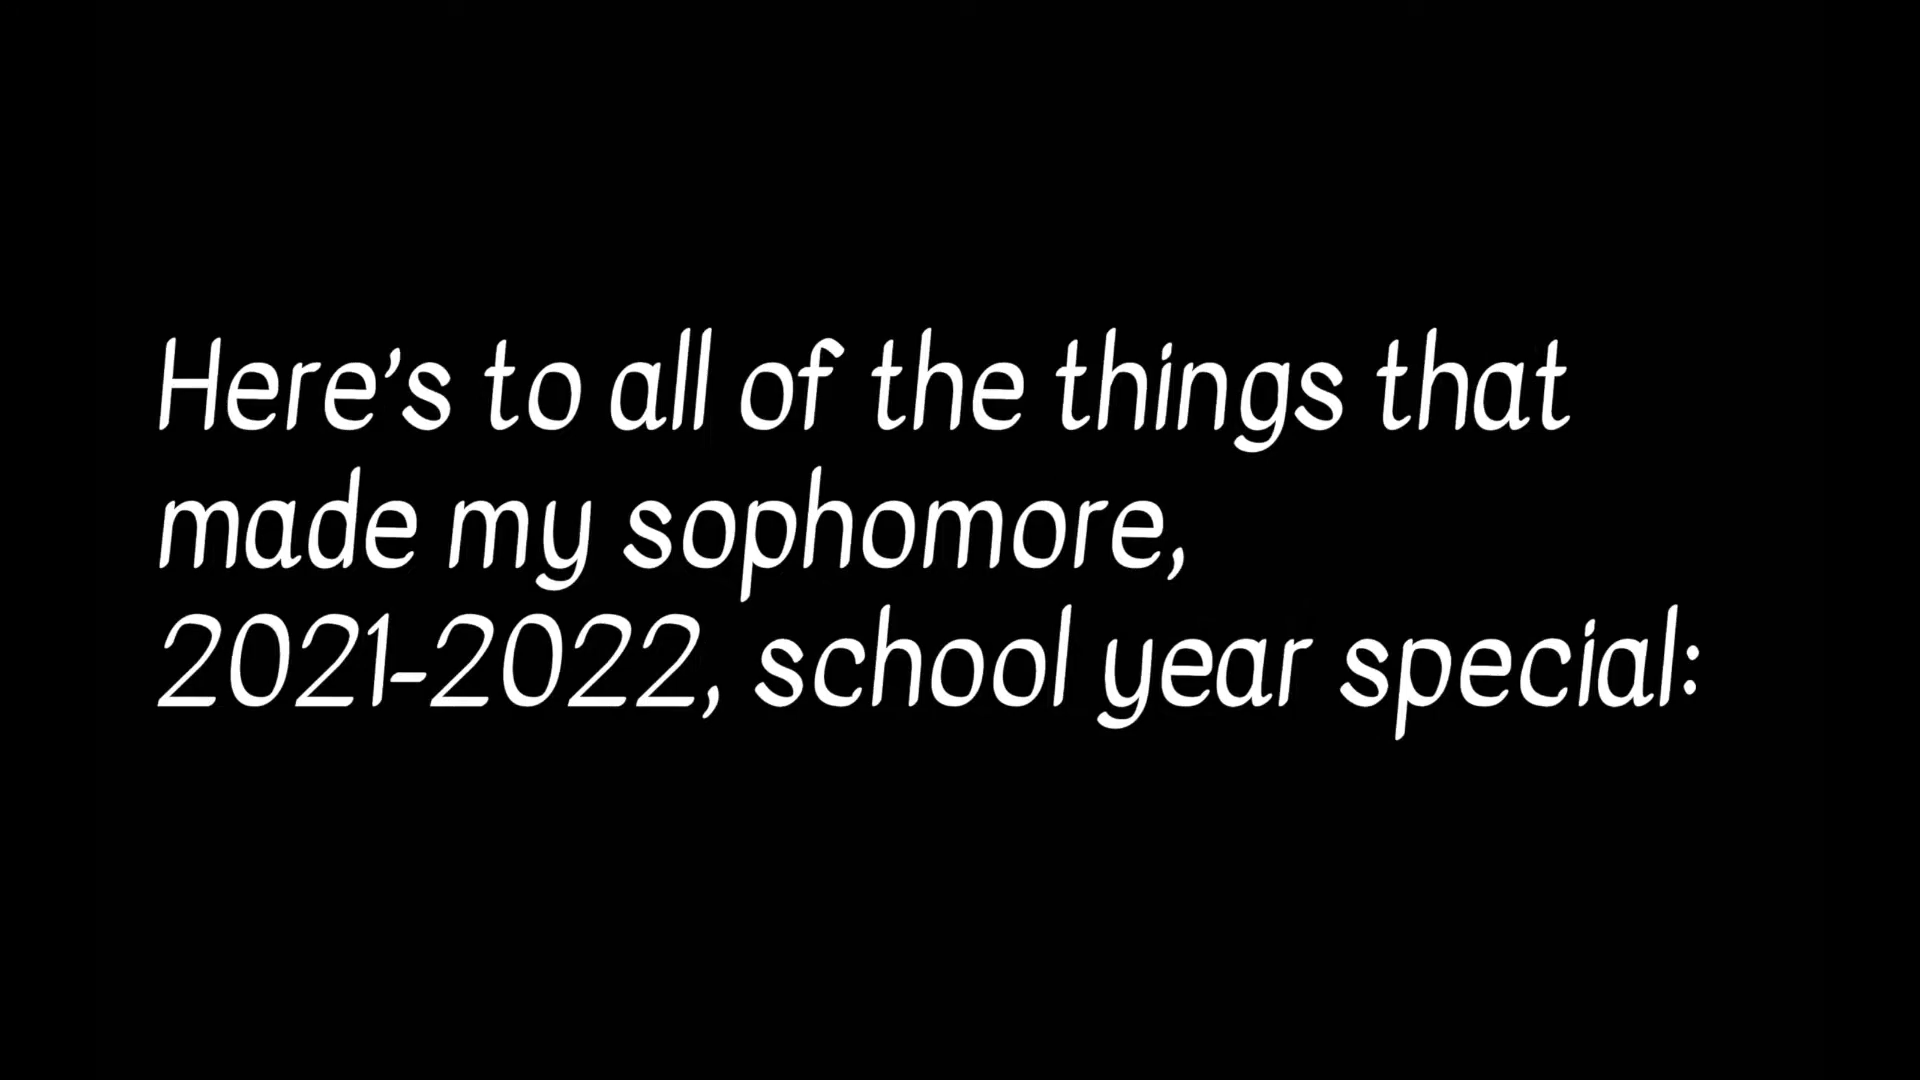 Here’s to all of the things that
made my sophomore,
2021-2022, school year special: